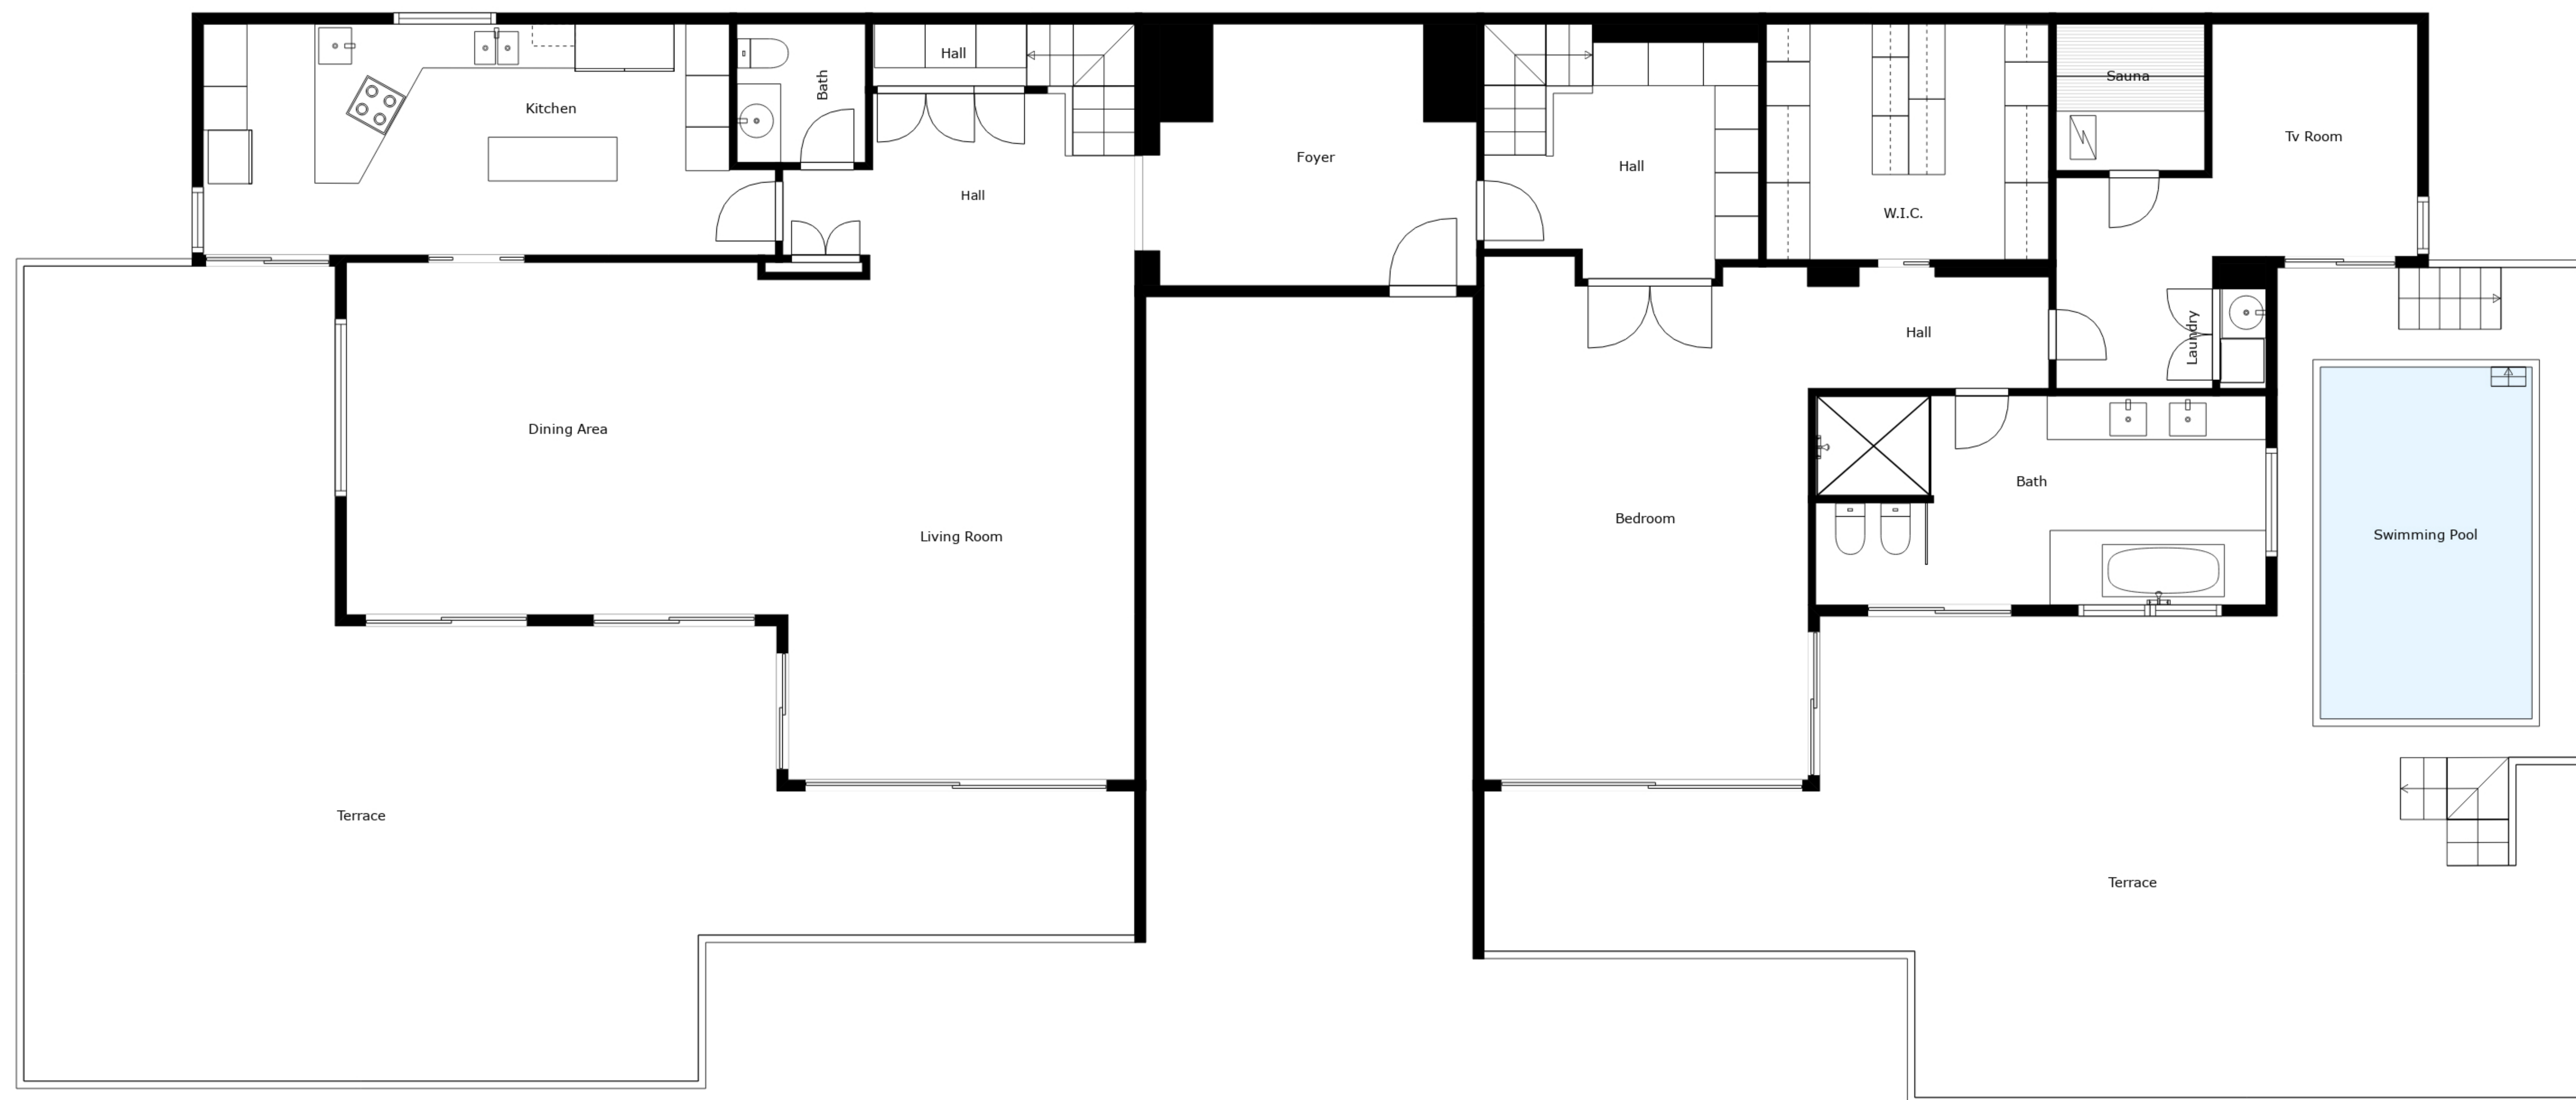 Hall
Bath
Sauna
Kitchen
Tv Room
Foyer
Hall
Hall
W.I.C.
Hall
Laundry
Dining Area
Bath
Bedroom
Living Room
Swimming Pool
Terrace
Terrace